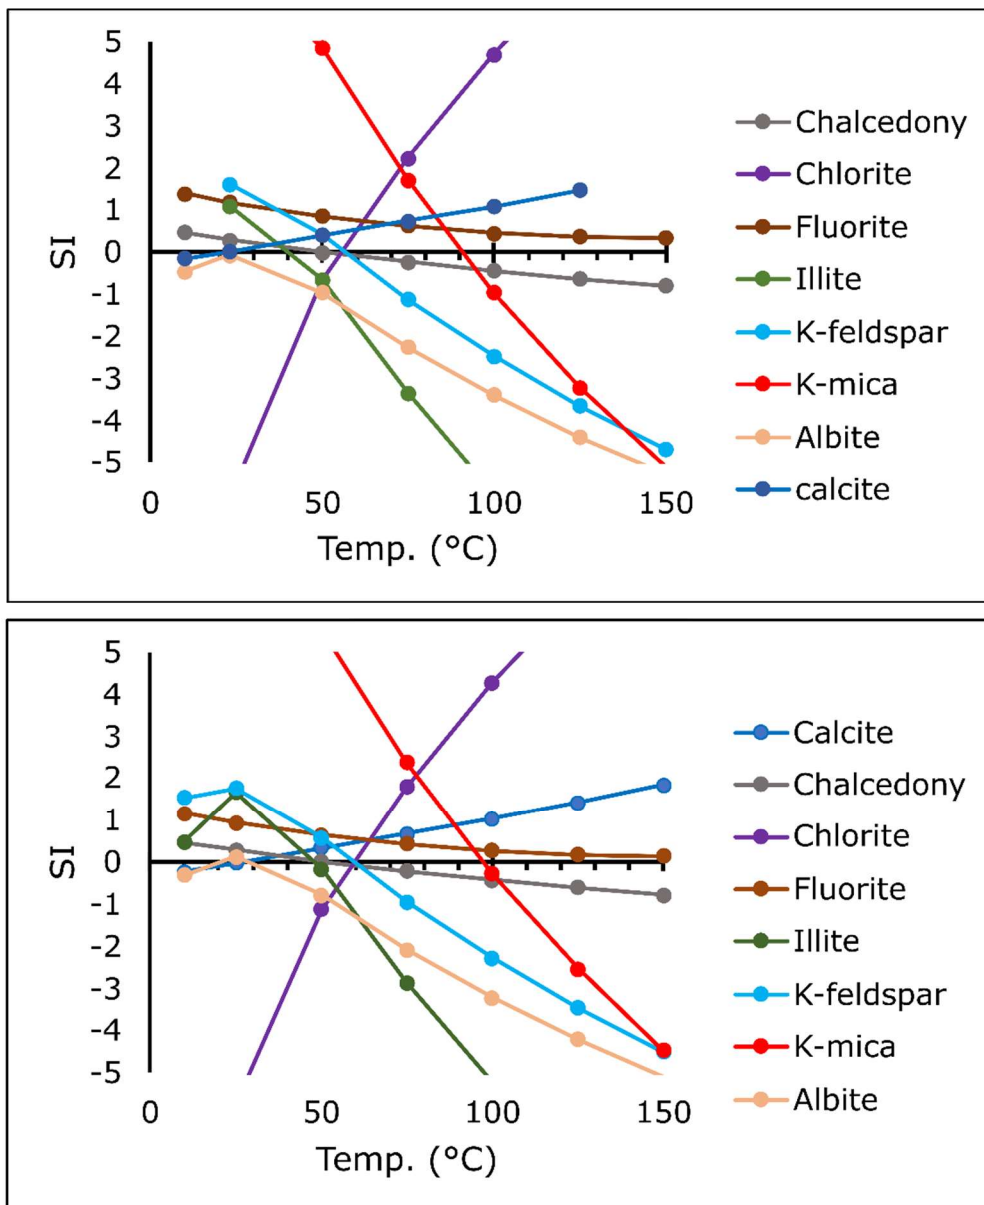 5
4
3
2
1
0
-1
-2
-3
-4
-5
SI
0 50 100 150
Temp. (°C)
Chalcedony
Chlorite
Fluorite
Illite
K-feldspar
K-mica
Albite
calcite
5
4
3
2
1
0
-1
-2
-3
-4
-5
SI
0 50 100 150
Temp. (°C)
Calcite
Chalcedony
Chlorite
Fluorite
Illite
K-feldspar
K-mica
Albite